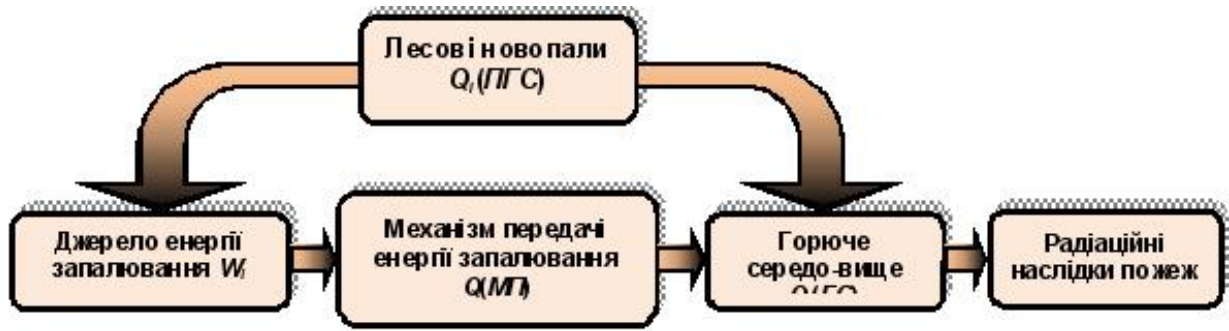 Лесові новопали
Qi (ПГС)
Джерело енергії
запалювання Wi
Механізм передачі
енергії запалювання
Q(МП)
Горюче
середо-вище
Радіаційні
наслідки пожеж